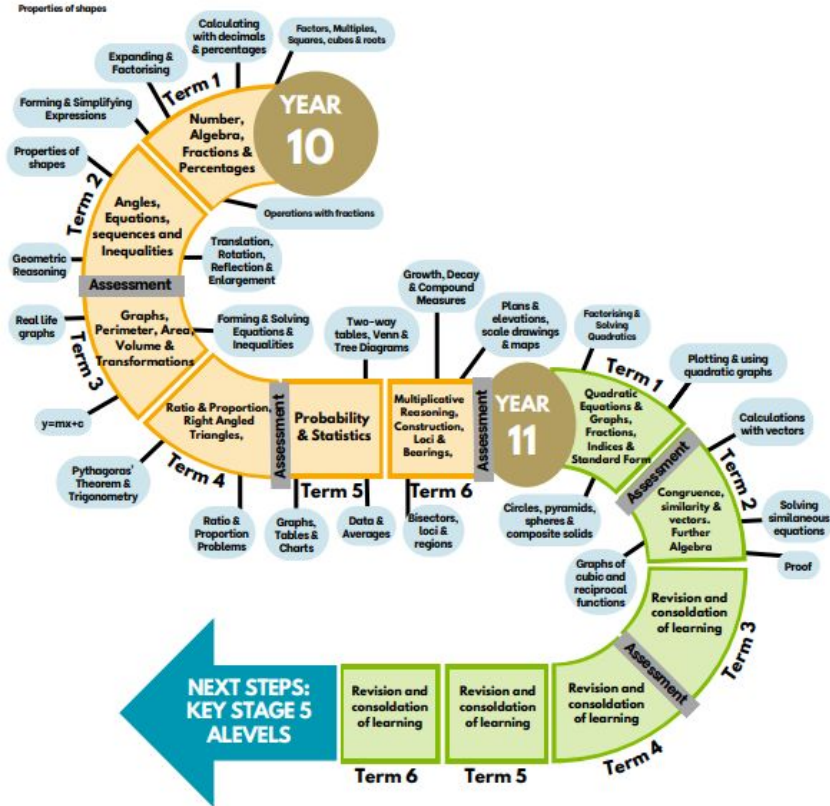 Properties of shapes
Calculating
with decimals
& percentages
Factors, Multiples,
Squares, cubes & roots
Expanding &
Factorising
Term 1
YEAR
10
Forming & Simplifying
Expressions
Number,
Algebra,
Fractions &
Percentages
Properties of
shapes
Term 2
Operations with fractions
Angles,
Equations,
sequences and
Inequalities
Geometric
Reasoning
Translation,
Rotation,
Reflection &
Enlargement
Assessment
Real life
graphs
Graphs,
Perimeter, Area,
Volume &
Transformations
Forming & Solving
Equations &
Inequalities
Term 3
y=mx+c
Two-way
tables, Venn &
Tree Diagrams
Growth, Decay
& Compound
Measures
Plans &
elevations,
scale drawings
& maps
Ratio & Proportion,
Right Angled
Triangles,
Term 4
Pythagoras'
Theorem &
Trigonometry
Ratio &
Proportion
Problems
Assessment
Probability
& Statistics
Term 5
Graphs,
Tables &
Charts
Data &
Averages
Multiplicative
Reasoning,
Construction,
Loci &
Bearings,
Term 6
Bisectors,
loci &
regions
Assessment
YEAR
11
Factorising &
Solving
Quadratics
Term 1
Plotting & using
quadratic graphs
Quadratic
Equations &
Graphs,
Fractions,
Indices &
Standard Form
Circles, pyramids,
spheres &
composite solids
Assessment
Calculations
with vectors
Term 2
Congruence,
similarity &
vectors.
Further
Algebra
Solving
similaneous
equations
Proof
Graphs of
cubic and
reciprocal
functions
Revision and
consoldation
of learning
Term 3
Assessment
Revision and
consoldation
of learning
Term 4
Revision and
consoldation
of learning
Term 5
Revision and
consoldation
of learning
Term 6
NEXT STEPS:
KEY STAGE 5
ALEVELS